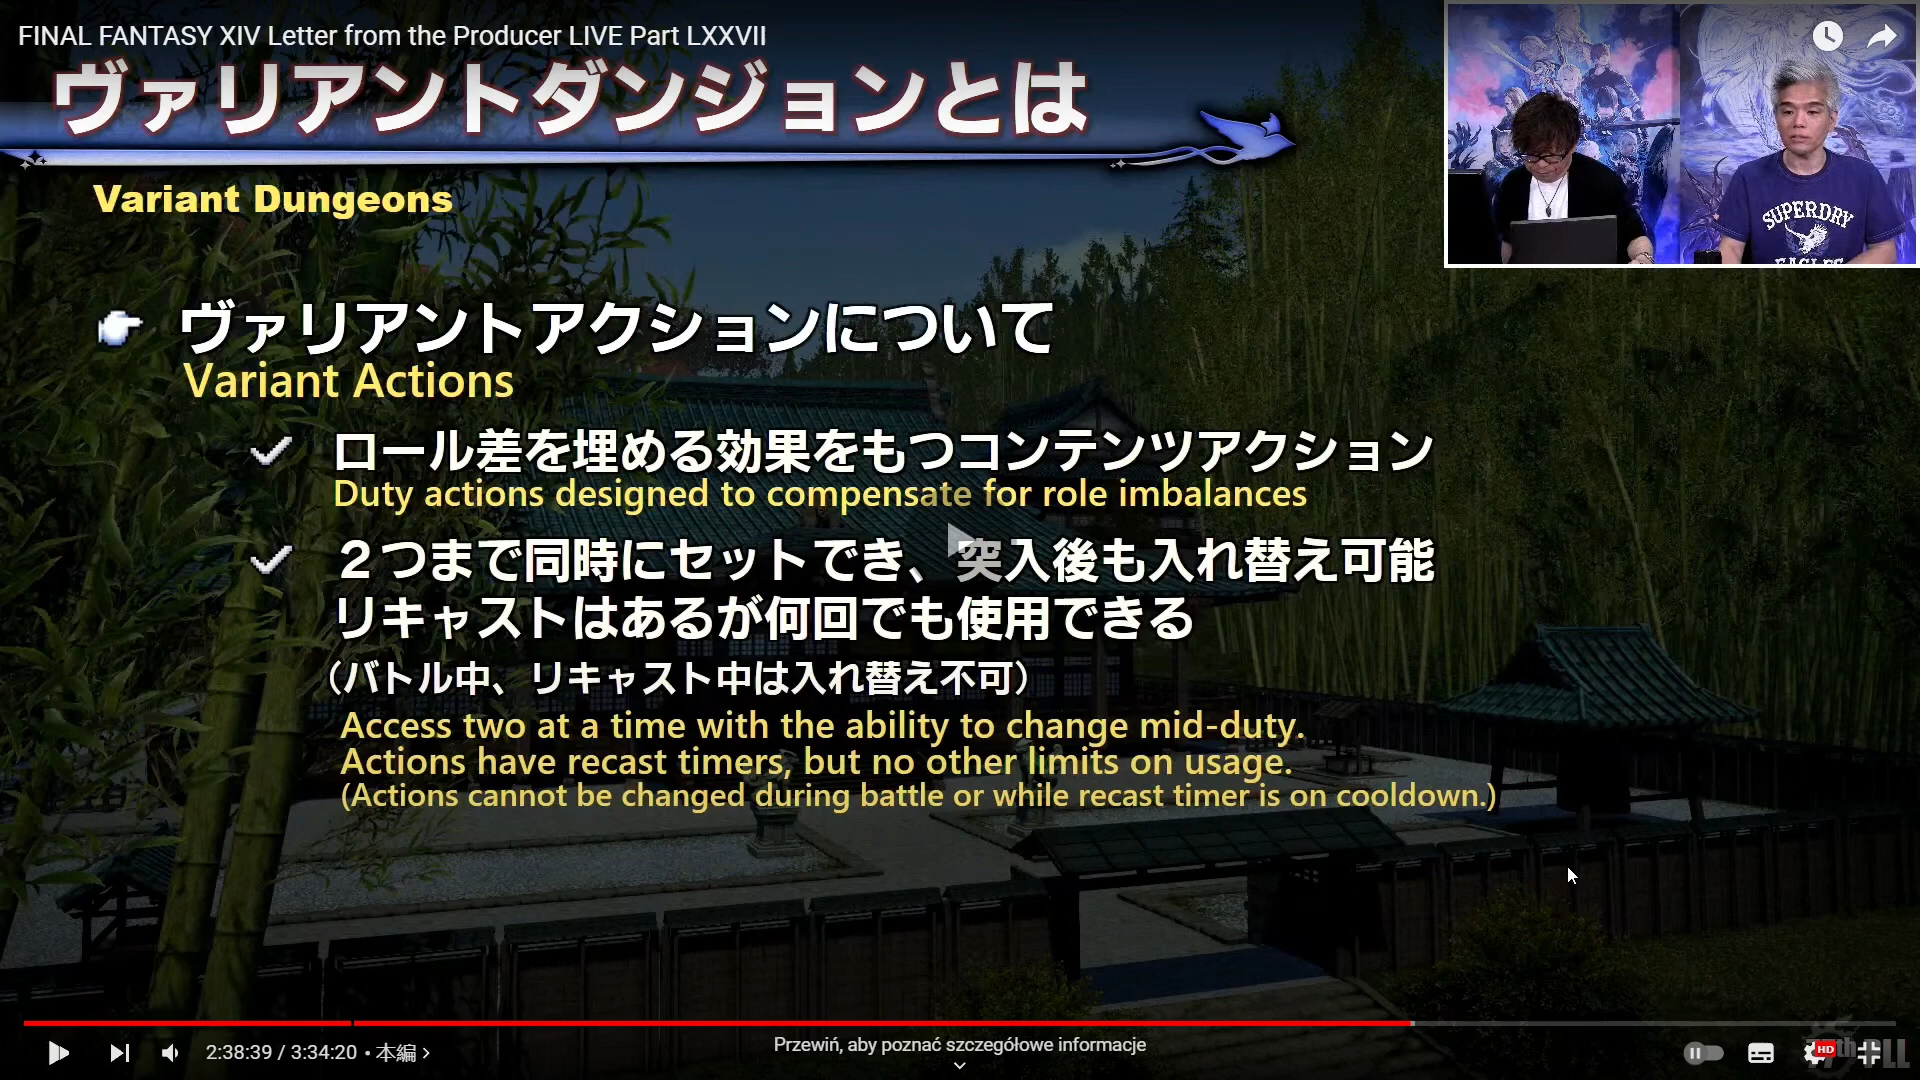 FINAL FANTASY XIV Letter from the Producer LIVE Part LXXVII
ヴァリアントダンジョンとは
Variant Dungeons
SUPERDRY
EAGLES
ヴァリアントアクションについて
Variant Actions
ロール差を埋める効果をもつコンテンツアクション
Duty actions designed to compensate for role imbalances
２つまで同時にセットでき、突入後も入れ替え可能
リキャストはあるが何回でも使用できる
（バトル中、リキャスト中は入れ替え不可）
Access two at a time with the ability to change mid-duty.
Actions have recast timers, but no other limits on usage.
(Actions cannot be changed during battle or while recast timer is on cooldown.)
Przewiń, aby poznać szczegółowe informacje
2:38:39 / 3:34:20 • 本編 ›
HD
77th PLL